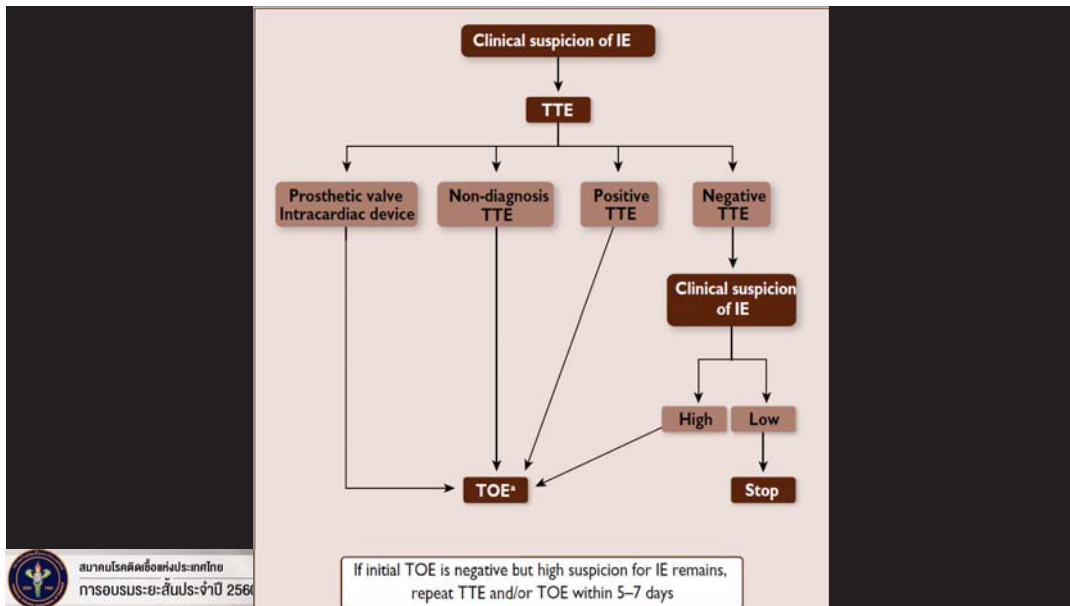 Clinical suspicion of IE
TTE
Prosthetic valve
Intracardiac device
Non-diagnosis
TTE
Positive
TTE
Negative
TTE
Clinical suspicion
of IE
High
Low
TOEª
Stop
If initial TOE is negative but high suspicion for IE remains,
repeat TTE and/or TOE within 5–7 days
สมาคมโรคติดเชื้อแห่งประเทศไทย
การอบรมระยะสั้นประจำปี 2560